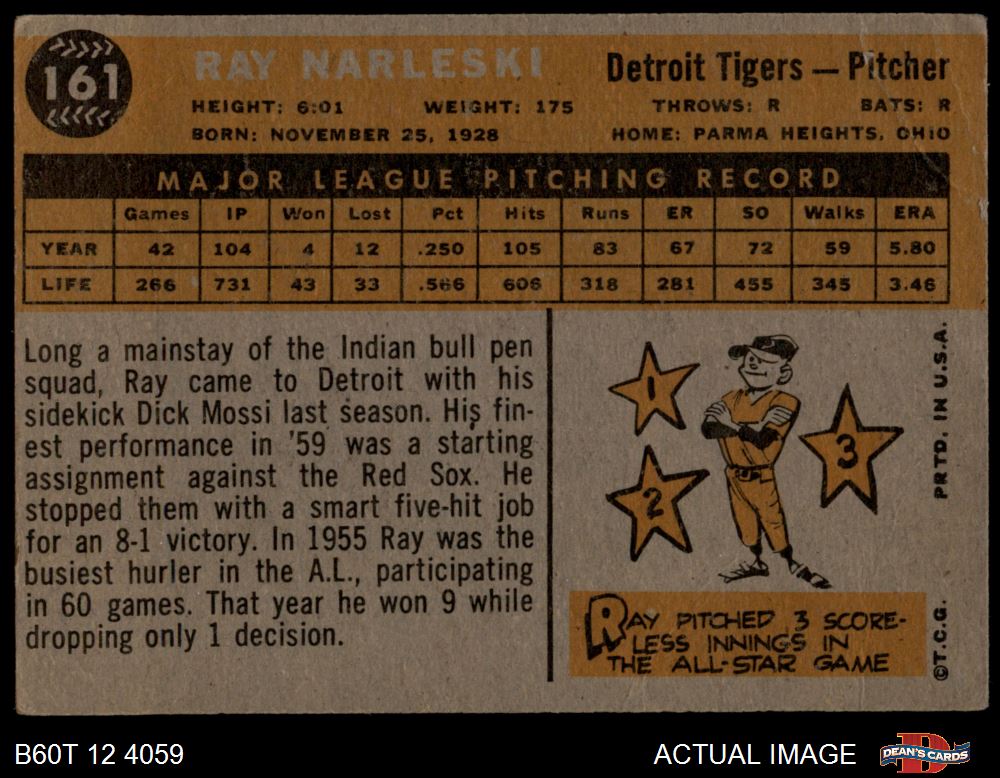 161
RAY NARLESKI
Detroit Tigers — Pitcher
HEIGHT: 6:01 WEIGHT: 175 THROWS: R BATS: R
BORN: NOVEMBER 25, 1928 HOME: PARMA HEIGHTS, OHIO
MAJOR LEAGUE PITCHING RECORD
Games IP Won Lost Pct Hits Runs ER SO Walks ERA
YEAR 42 104 4 12 .250 105 83 67 72 59 5.80
LIFE 266 731 43 33 .566 606 318 281 455 345 3.46
Long a mainstay of the Indian bull pen
squad, Ray came to Detroit with his
sidekick Dick Mossi last season. His fin-
est performance in '59 was a starting
assignment against the Red Sox. He
stopped them with a smart five-hit job
for an 8-1 victory. In 1955 Ray was the
busiest hurler in the A.L., participating
in 60 games. That year he won 9 while
dropping only 1 decision.
1
2
3
RAY PITCHED 3 SCORE-
LESS INNINGS IN
THE ALL-STAR GAME
©T.C.G. PRTD. IN U.S.A.
B60T 12 4059
ACTUAL IMAGE
DEAN'S CARDS